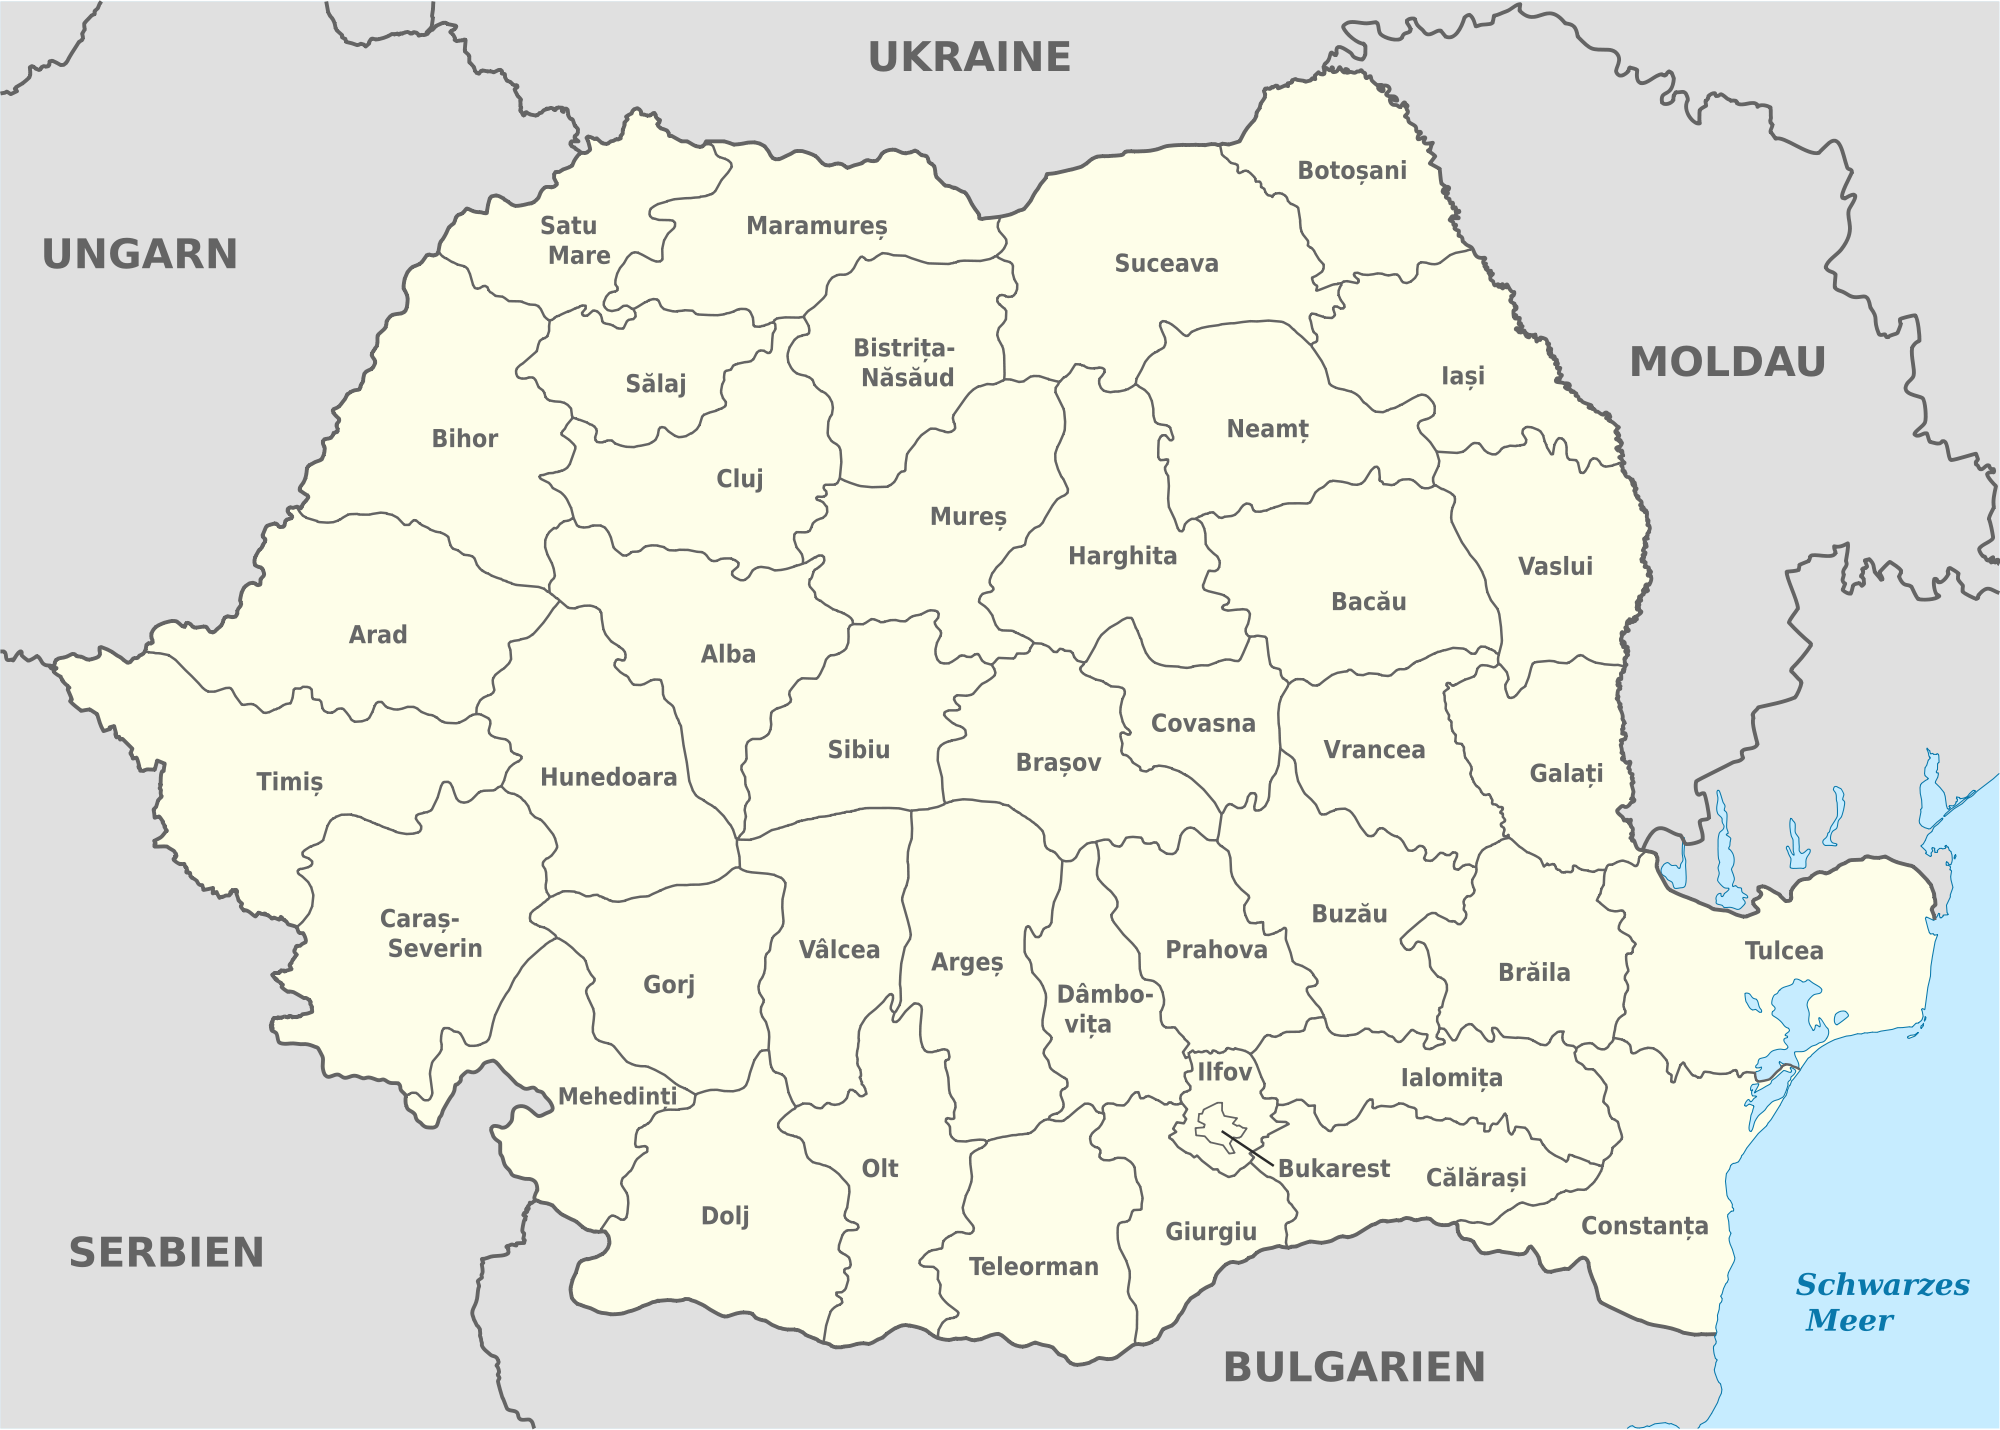 UKRAINE
Botoșani
Satu
Mare
Maramureș
UNGARN
Suceava
Bistrița-
Năsăud
MOLDAU
Sălaj
Iași
Bihor
Neamț
Cluj
Mureș
Harghita
Vaslui
Bacău
Arad
Alba
Covasna
Sibiu
Brașov
Vrancea
Galați
Timiș
Hunedoara
Caraș-
Severin
Buzău
Vâlcea
Argeș
Prahova
Tulcea
Brăila
Gorj
Dâmbo-
vița
Ilfov
Ialomița
Mehedinți
Olt
Bukarest
Călărași
Dolj
Giurgiu
Constanța
SERBIEN
Teleorman
Schwarzes
Meer
BULGARIEN